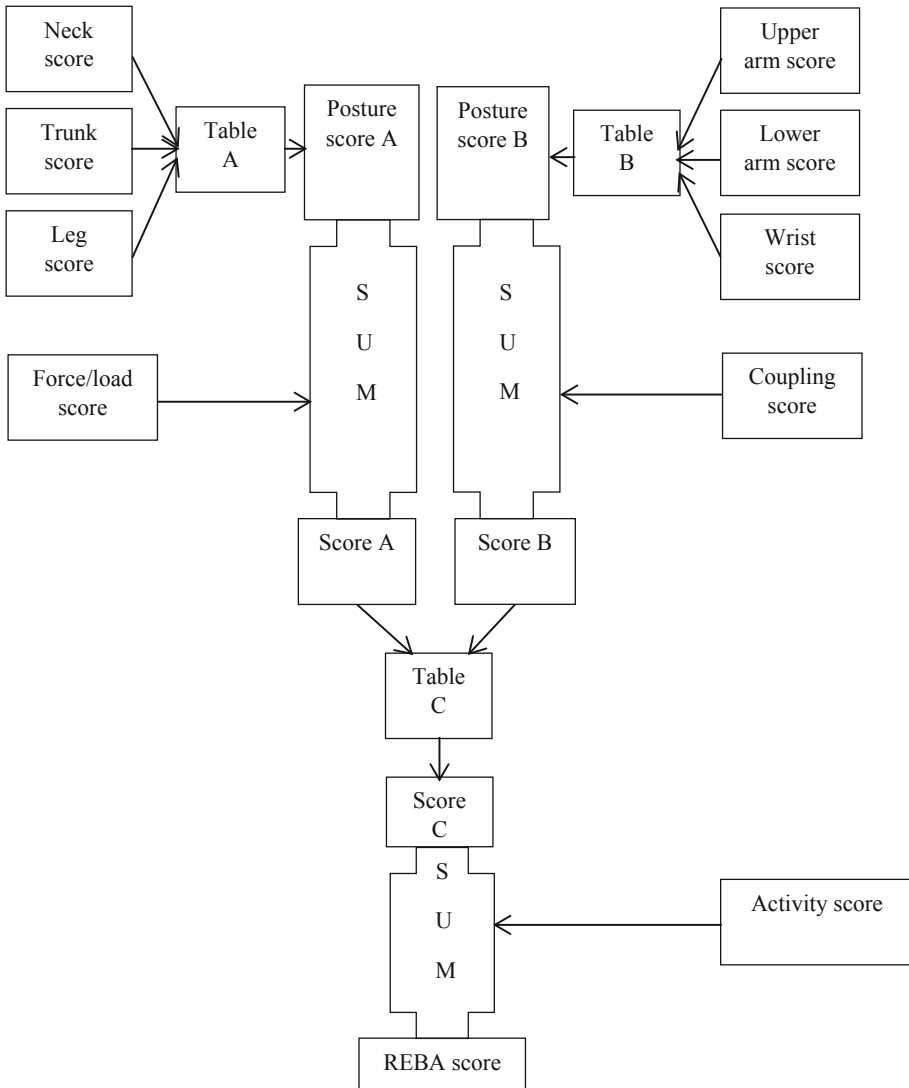 Neck
score
Trunk
score
Leg
score
Table
A
Posture
score A
Posture
score B
Table
B
Upper
arm score
Lower
arm score
Wrist
score
S
U
M
S
U
M
Force/load
score
Coupling
score
Score A
Score B
Table
C
Score
C
S
U
M
Activity score
REBA score